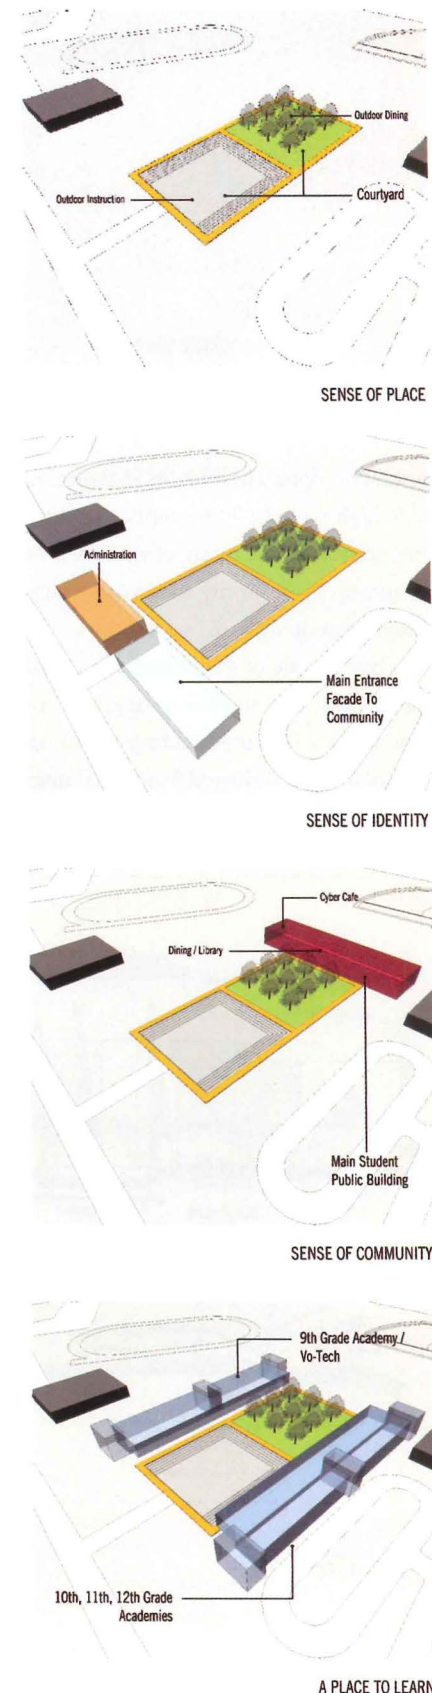 Outdoor Dining
Outdoor Instruction
Courtyard
SENSE OF PLACE
Administration
Main Entrance
Facade To
Community
SENSE OF IDENTITY
Cyber Cafe
Dining / Library
Main Student
Public Building
SENSE OF COMMUNITY
9th Grade Academy /
Vo-Tech
10th, 11th, 12th Grade
Academies
A PLACE TO LEARN